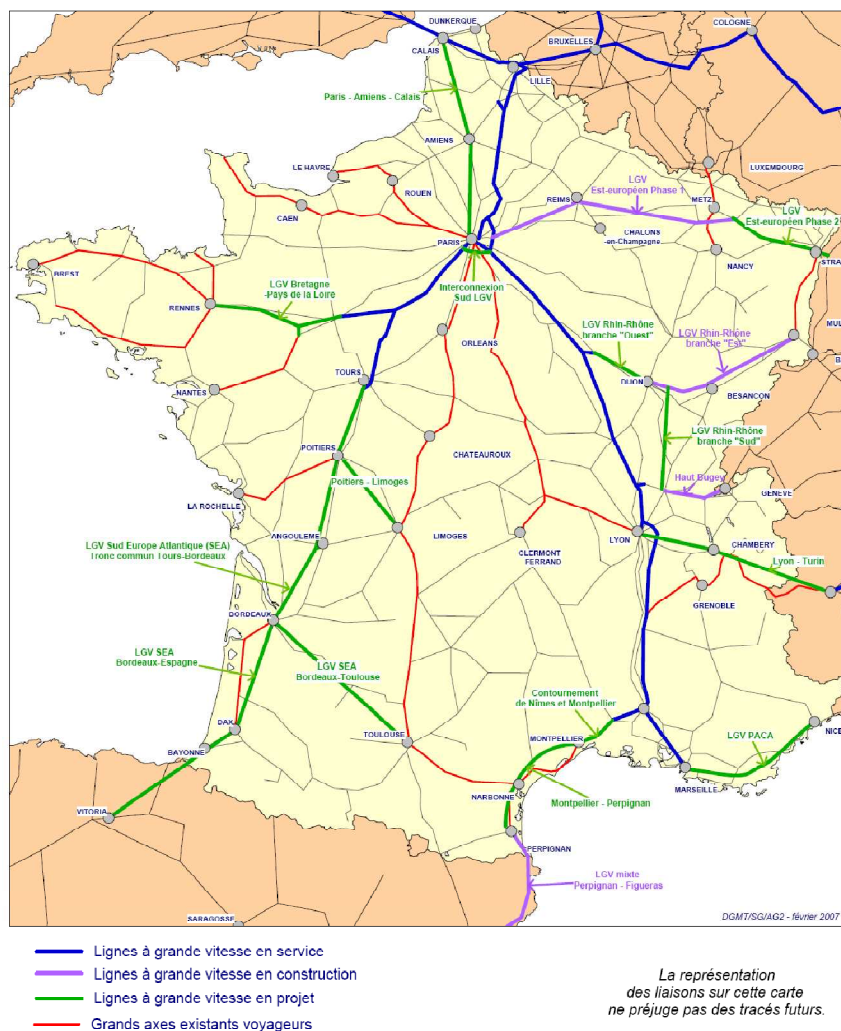 DUNKERQUE
COLOGNE
CALAIS
BRUXELLES
LILLE
Paris - Amiens - Calais
AMIENS
LE HAVRE
ROUEN
CAEN
LUXEMBOURG
LGV
Est-européen Phase 1
REIMS
METZ
LGV
Est-européen Phase 2
CHALONS
-en-Champagne
PARIS
NANCY
STRA
BREST
LGV Bretagne
-Pays de la Loire
Interconnexion
Sud LGV
RENNES
LGV Rhin-Rhône
branche "Ouest"
LGV Rhin-Rhône
branche "Est"
MUL
B
ORLEANS
TOURS
DIJON
BESANCON
NANTES
LGV Rhin-Rhône
branche "Sud"
POITIERS
CHATEAUROUX
Poitiers - Limoges
Haut Bugey
GENEVE
LA ROCHELLE
ANGOULEME
LIMOGES
CLERMONT
FERRAND
LYON
CHAMBERY
LGV Sud Europe Atlantique (SEA)
Tronc commun Tours-Bordeaux
Lyon - Turin
GRENOBLE
BORDEAUX
LGV SEA
Bordeaux-Espagne
LGV SEA
Bordeaux-Toulouse
Contournement
de Nîmes et Montpellier
DAX
TOULOUSE
MONTPELLIER
LGV PACA
NICE
BAYONNE
MARSEILLE
NARBONNE
Montpellier - Perpignan
VITORIA
PERPIGNAN
LGV mixte
Perpignan - Figueras
SARAGOSSE
DGMT/SG/AG2 - février 2007
Lignes à grande vitesse en service
Lignes à grande vitesse en construction
Lignes à grande vitesse en projet
Grands axes existants voyageurs
La représentation
des liaisons sur cette carte
ne préjuge pas des tracés futurs.